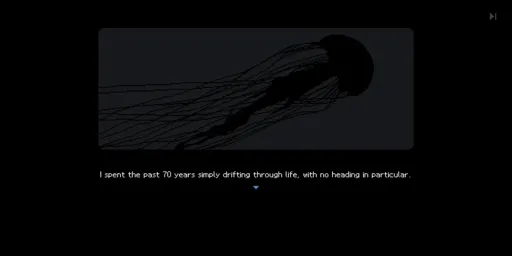 I spent the past 70 years simply drifting through life, with no heading in particular.